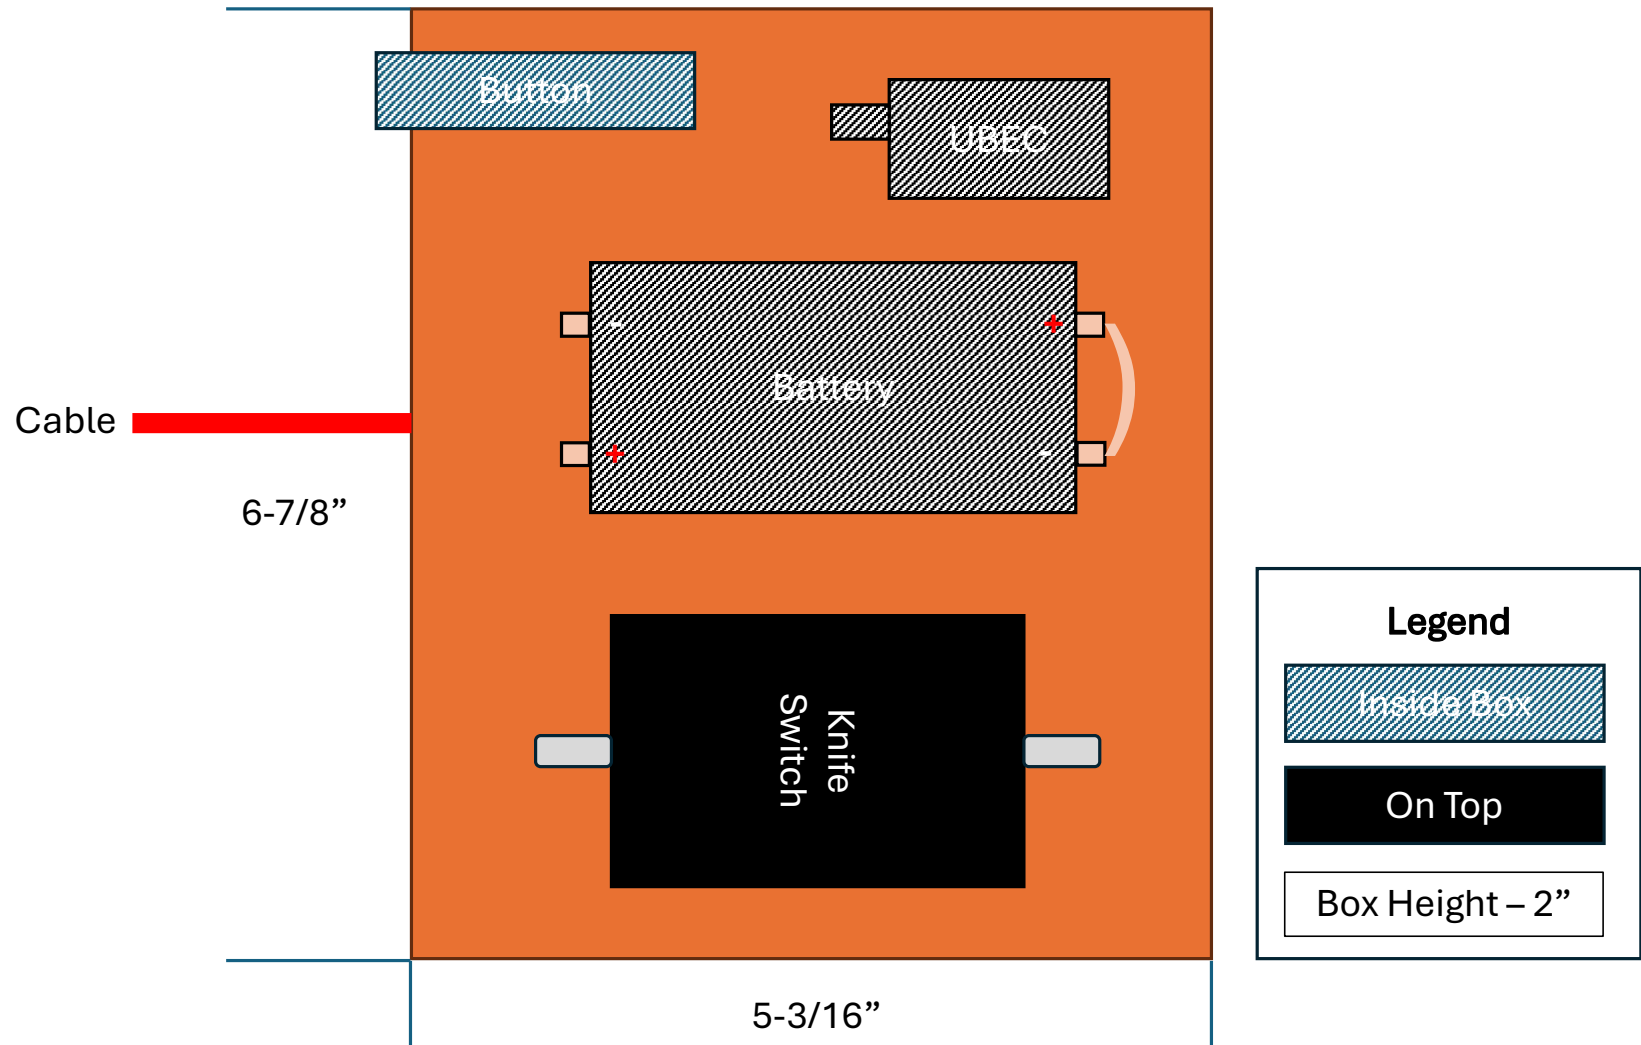 Button
UBEC
-
+
Battery
Cable
+
-
6-7/8”
Knife
Switch
5-3/16”
Legend
Inside Box
On Top
Box Height – 2”